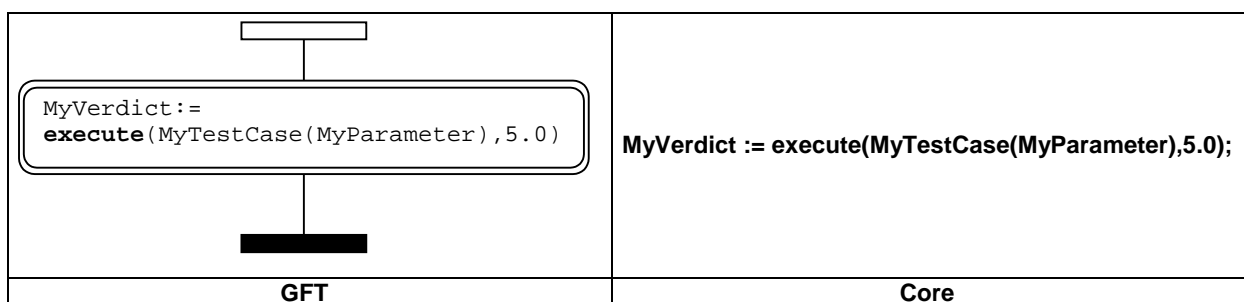 MyVerdict:=
execute(MyTestCase(MyParameter),5.0)
MyVerdict := execute(MyTestCase(MyParameter),5.0);
GFT
Core